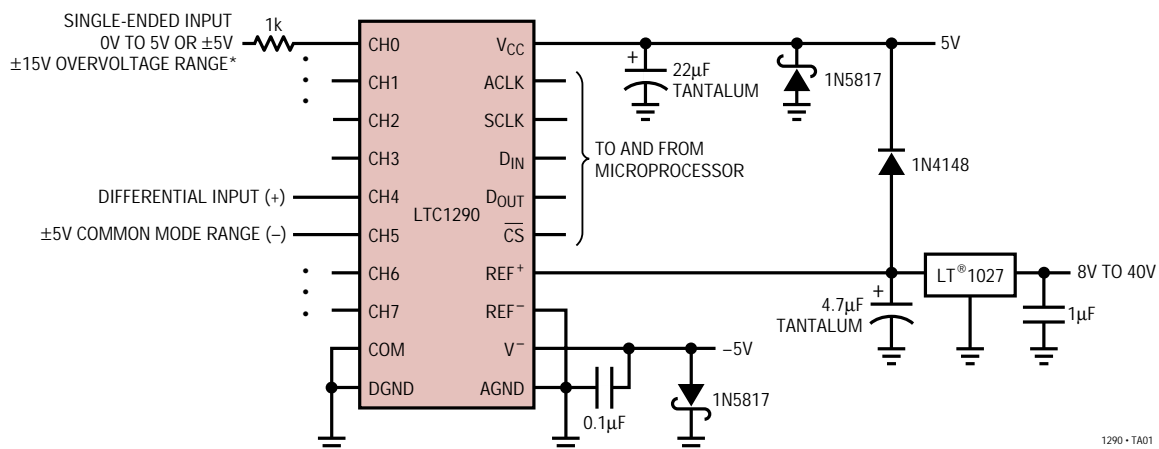 SINGLE-ENDED INPUT
0V TO 5V OR ±5V
±15V OVERVOLTAGE RANGE*
1k
DIFFERENTIAL INPUT (+)
±5V COMMON MODE RANGE (–)
CH0
CH1
CH2
CH3
CH4
CH5
CH6
CH7
COM
DGND
LTC1290
VCC
ACLK
SCLK
DIN
DOUT
CS
REF+
REF–
V–
AGND
+
22µF
TANTALUM
1N5817
5V
TO AND FROM
MICROPROCESSOR
1N4148
LT®1027
8V TO 40V
+
4.7µF
TANTALUM
1µF
–5V
0.1µF
1N5817
1290 • TA01